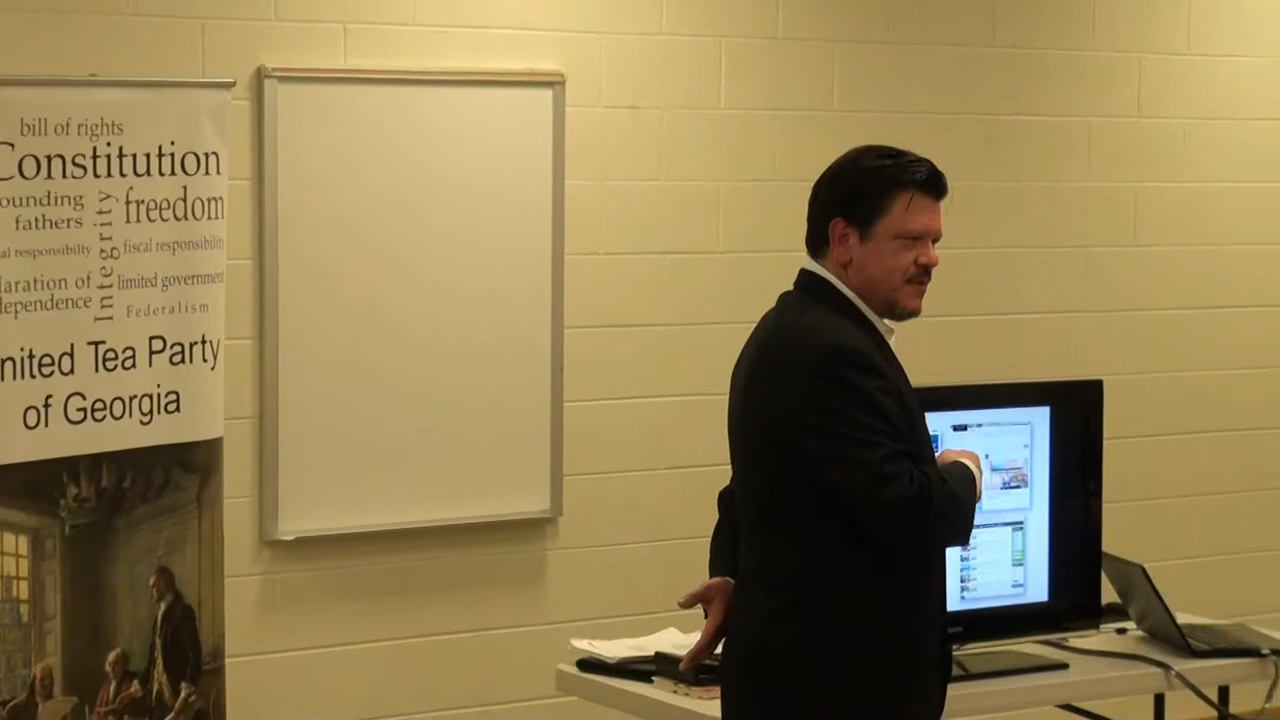 bill of rights
Constitution
ounding
fathers
Integrity
freedom
al responsibilty
fiscal responsibility
laration of
dependence
limited government
Federalism
nited Tea Party
of Georgia